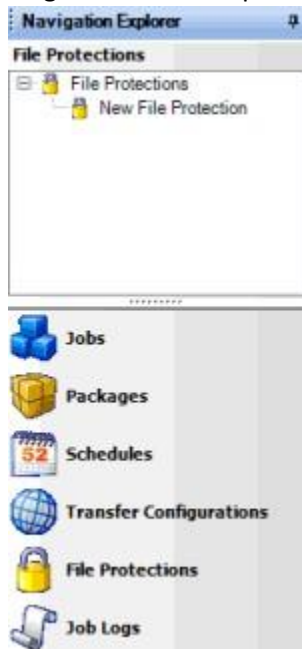 Navigation Explorer
File Protections
File Protections
New File Protection
Jobs
Packages
52
Schedules
Transfer Configurations
File Protections
Job Logs